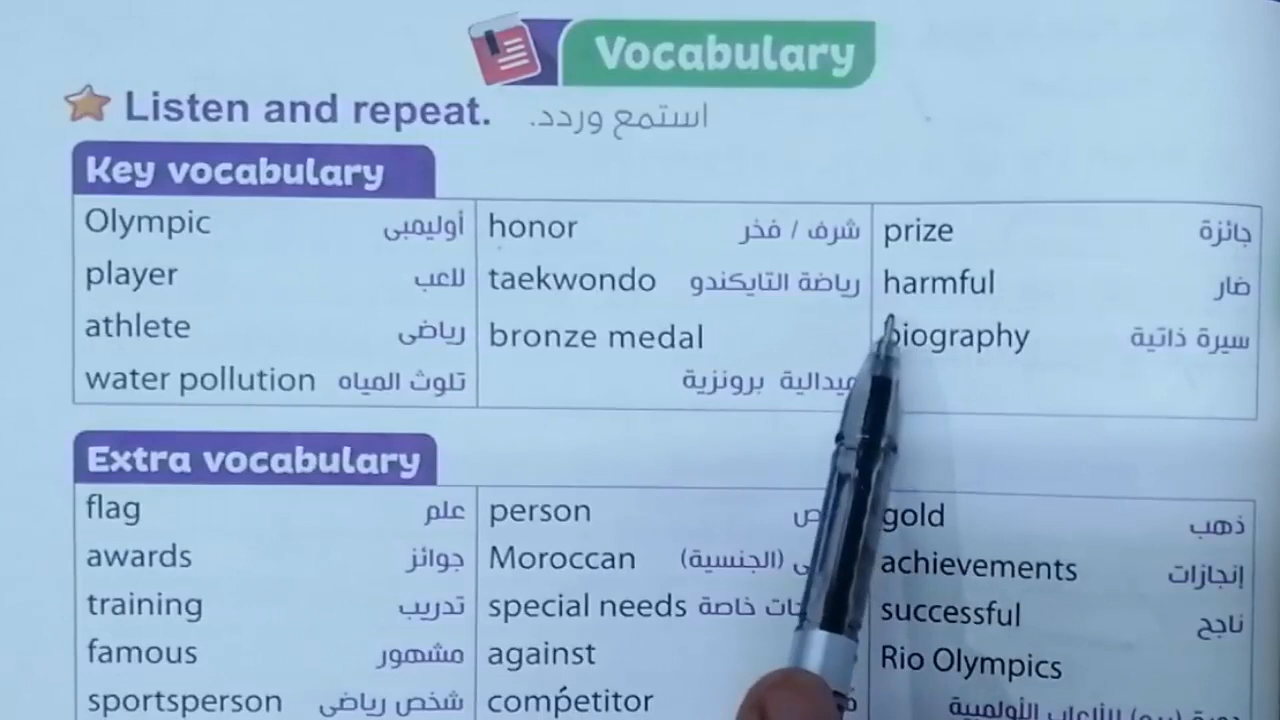 Vocabulary
Listen and repeat. استمع وردد.
Key vocabulary
Olympic أوليمبى
player للعب
athlete رياضى
water pollution تلوث المياه
honor شرف / فخر
taekwondo رياضة التايكندو
bronze medal
ميدالية برونزية
prize جائزة
harmful ضار
biography سيرة ذاتية
Extra vocabulary
flag علم
awards جوائز
training تدريب
famous مشهور
sportsperson شخص رياضى
person
Moroccan (الجنسية)
special needs خاصة
against
competitor
gold ذهب
achievements إنجازات
successful ناجح
Rio Olympics